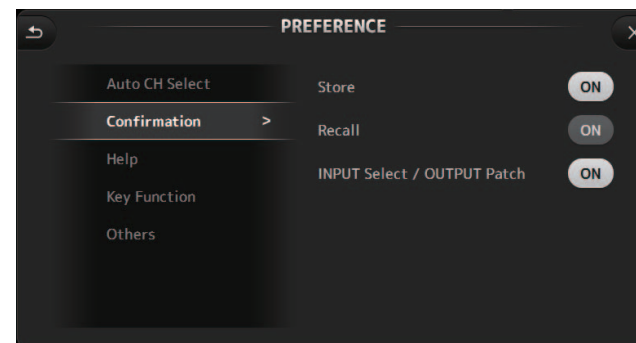 PREFERENCE
Auto CH Select
Confirmation >
Help
Key Function
Others
Store ON
Recall ON
INPUT Select / OUTPUT Patch ON